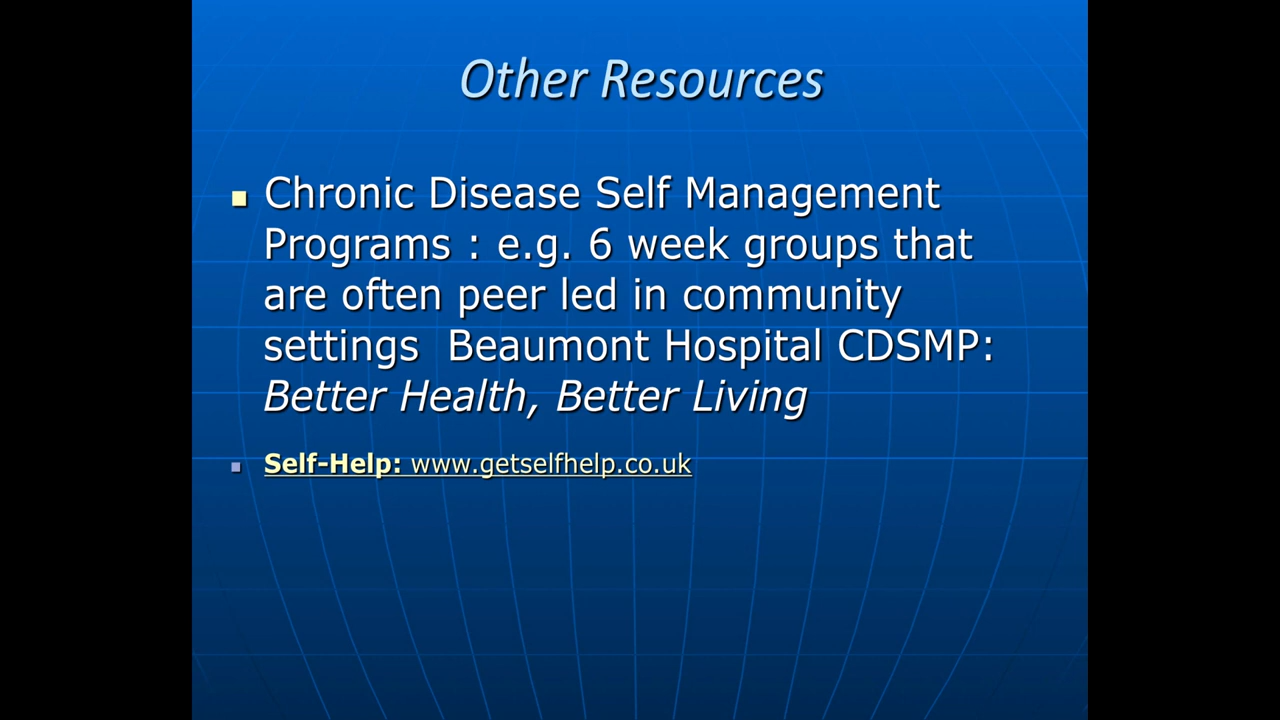 Other Resources
Chronic Disease Self Management
Programs : e.g. 6 week groups that
are often peer led in community
settings  Beaumont Hospital CDSMP:
Better Health, Better Living
Self-Help: www.getselfhelp.co.uk